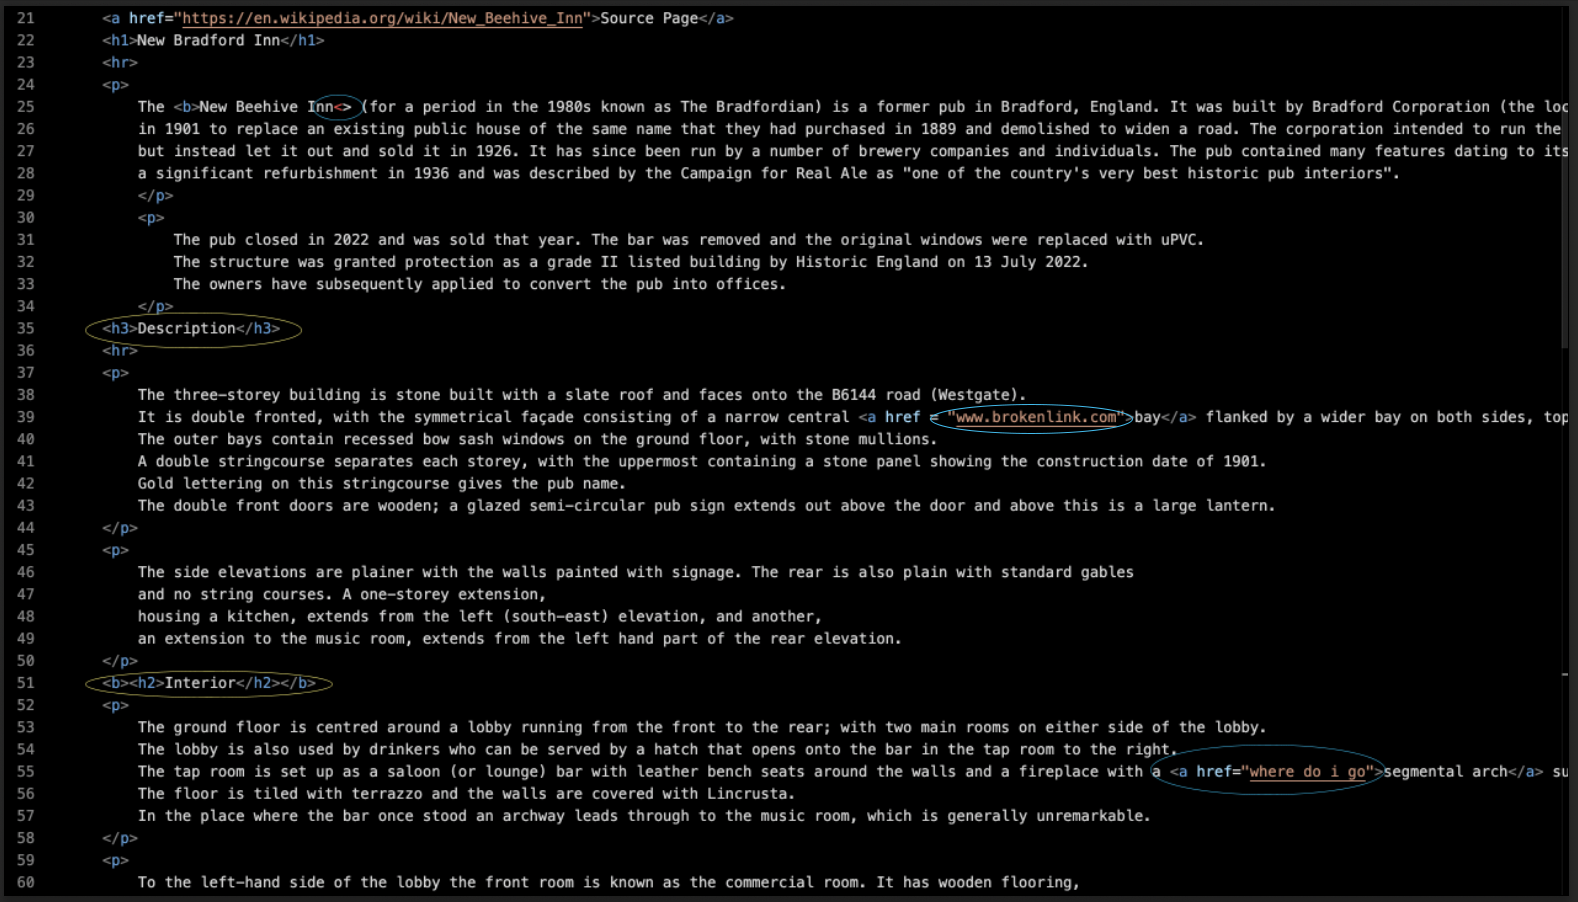 21 <a href="https://en.wikipedia.org/wiki/New_Beehive_Inn">Source Page</a>
22 <h1>New Bradford Inn</h1>
23 <hr>
24 <p>
25 The <b>New Beehive Inn<> (for a period in the 1980s known as The Bradfordian) is a former pub in Bradford, England. It was built by Bradford Corporation (the loc
26 in 1901 to replace an existing public house of the same name that they had purchased in 1889 and demolished to widen a road. The corporation intended to run the
27 but instead let it out and sold it in 1926. It has since been run by a number of brewery companies and individuals. The pub contained many features dating to its
28 a significant refurbishment in 1936 and was described by the Campaign for Real Ale as "one of the country's very best historic pub interiors".
29 </p>
30 <p>
31 The pub closed in 2022 and was sold that year. The bar was removed and the original windows were replaced with uPVC.
32 The structure was granted protection as a grade II listed building by Historic England on 13 July 2022.
33 The owners have subsequently applied to convert the pub into offices.
34 </p>
35 <h3>Description</h3>
36 <hr>
37 <p>
38 The three-storey building is stone built with a slate roof and faces onto the B6144 road (Westgate).
39 It is double fronted, with the symmetrical façade consisting of a narrow central <a href = "www.brokenlink.com">bay</a> flanked by a wider bay on both sides, top
40 The outer bays contain recessed bow sash windows on the ground floor, with stone mullions.
41 A double stringcourse separates each storey, with the uppermost containing a stone panel showing the construction date of 1901.
42 Gold lettering on this stringcourse gives the pub name.
43 The double front doors are wooden; a glazed semi-circular pub sign extends out above the door and above this is a large lantern.
44 </p>
45 <p>
46 The side elevations are plainer with the walls painted with signage. The rear is also plain with standard gables
47 and no string courses. A one-storey extension,
48 housing a kitchen, extends from the left (south-east) elevation, and another,
49 an extension to the music room, extends from the left hand part of the rear elevation.
50 </p>
51 <b><h2>Interior</h2></b>
52 <p>
53 The ground floor is centred around a lobby running from the front to the rear; with two main rooms on either side of the lobby.
54 The lobby is also used by drinkers who can be served by a hatch that opens onto the bar in the tap room to the right.
55 The tap room is set up as a saloon (or lounge) bar with leather bench seats around the walls and a fireplace with a <a href="where do i go">segmental arch</a> su
56 The floor is tiled with terrazzo and the walls are covered with Lincrusta.
57 In the place where the bar once stood an archway leads through to the music room, which is generally unremarkable.
58 </p>
59 <p>
60 To the left-hand side of the lobby the front room is known as the commercial room. It has wooden flooring,